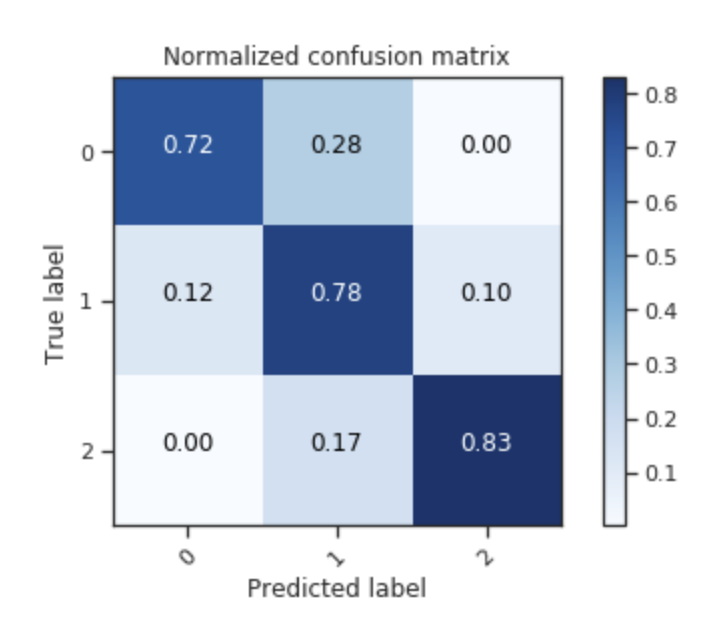 Normalized confusion matrix
0 0.72 0.28 0.00
1 0.12 0.78 0.10
2 0.00 0.17 0.83
0 1 2
True label
Predicted label
0.8
0.7
0.6
0.5
0.4
0.3
0.2
0.1